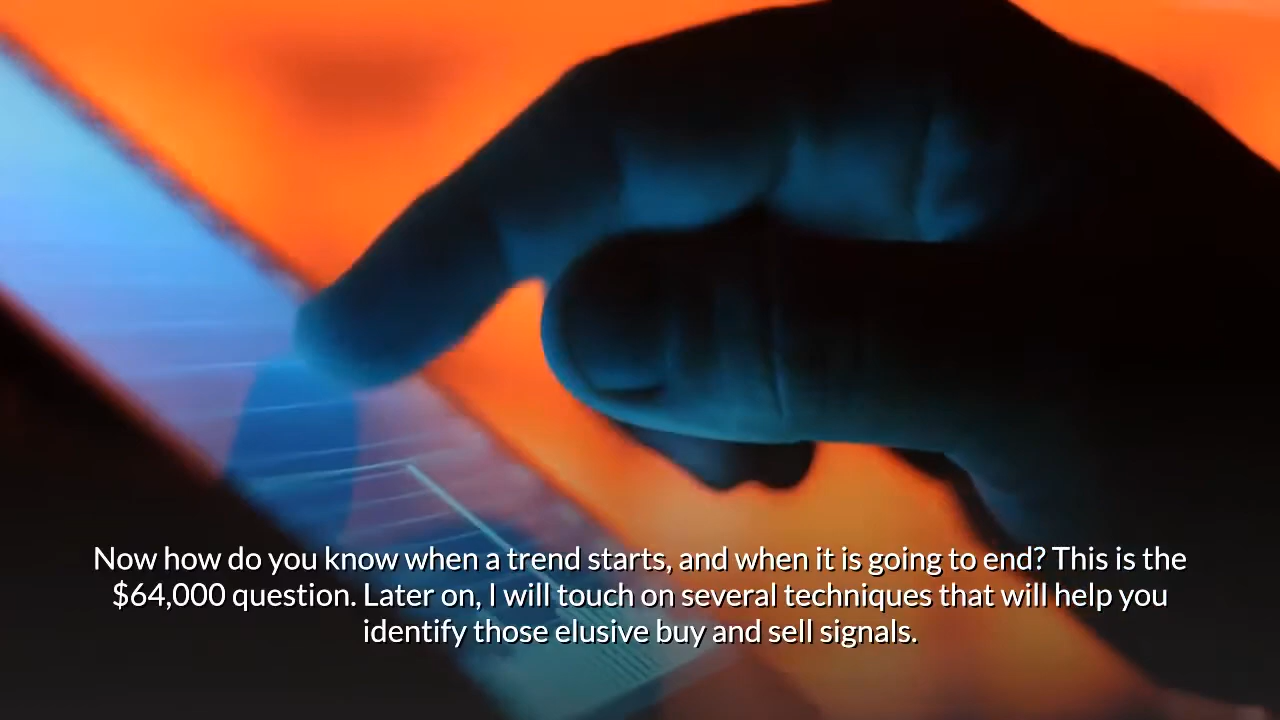 Now how do you know when a trend starts, and when it is going to end? This is the
$64,000 question. Later on, I will touch on several techniques that will help you
identify those elusive buy and sell signals.